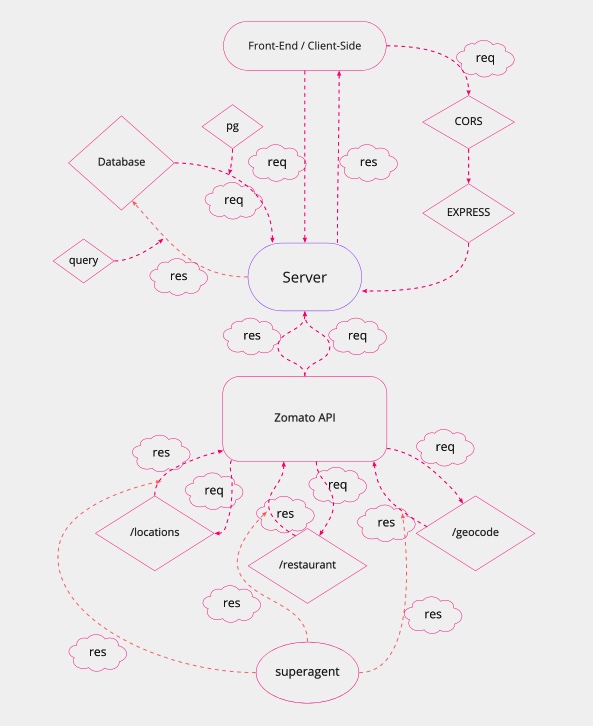 Front-End / Client-Side
req
CORS
pg
Database
req
res
req
EXPRESS
query
res
Server
res
req
Zomato API
res
req
req
req
res
res
/locations
/geocode
/restaurant
res
res
res
superagent